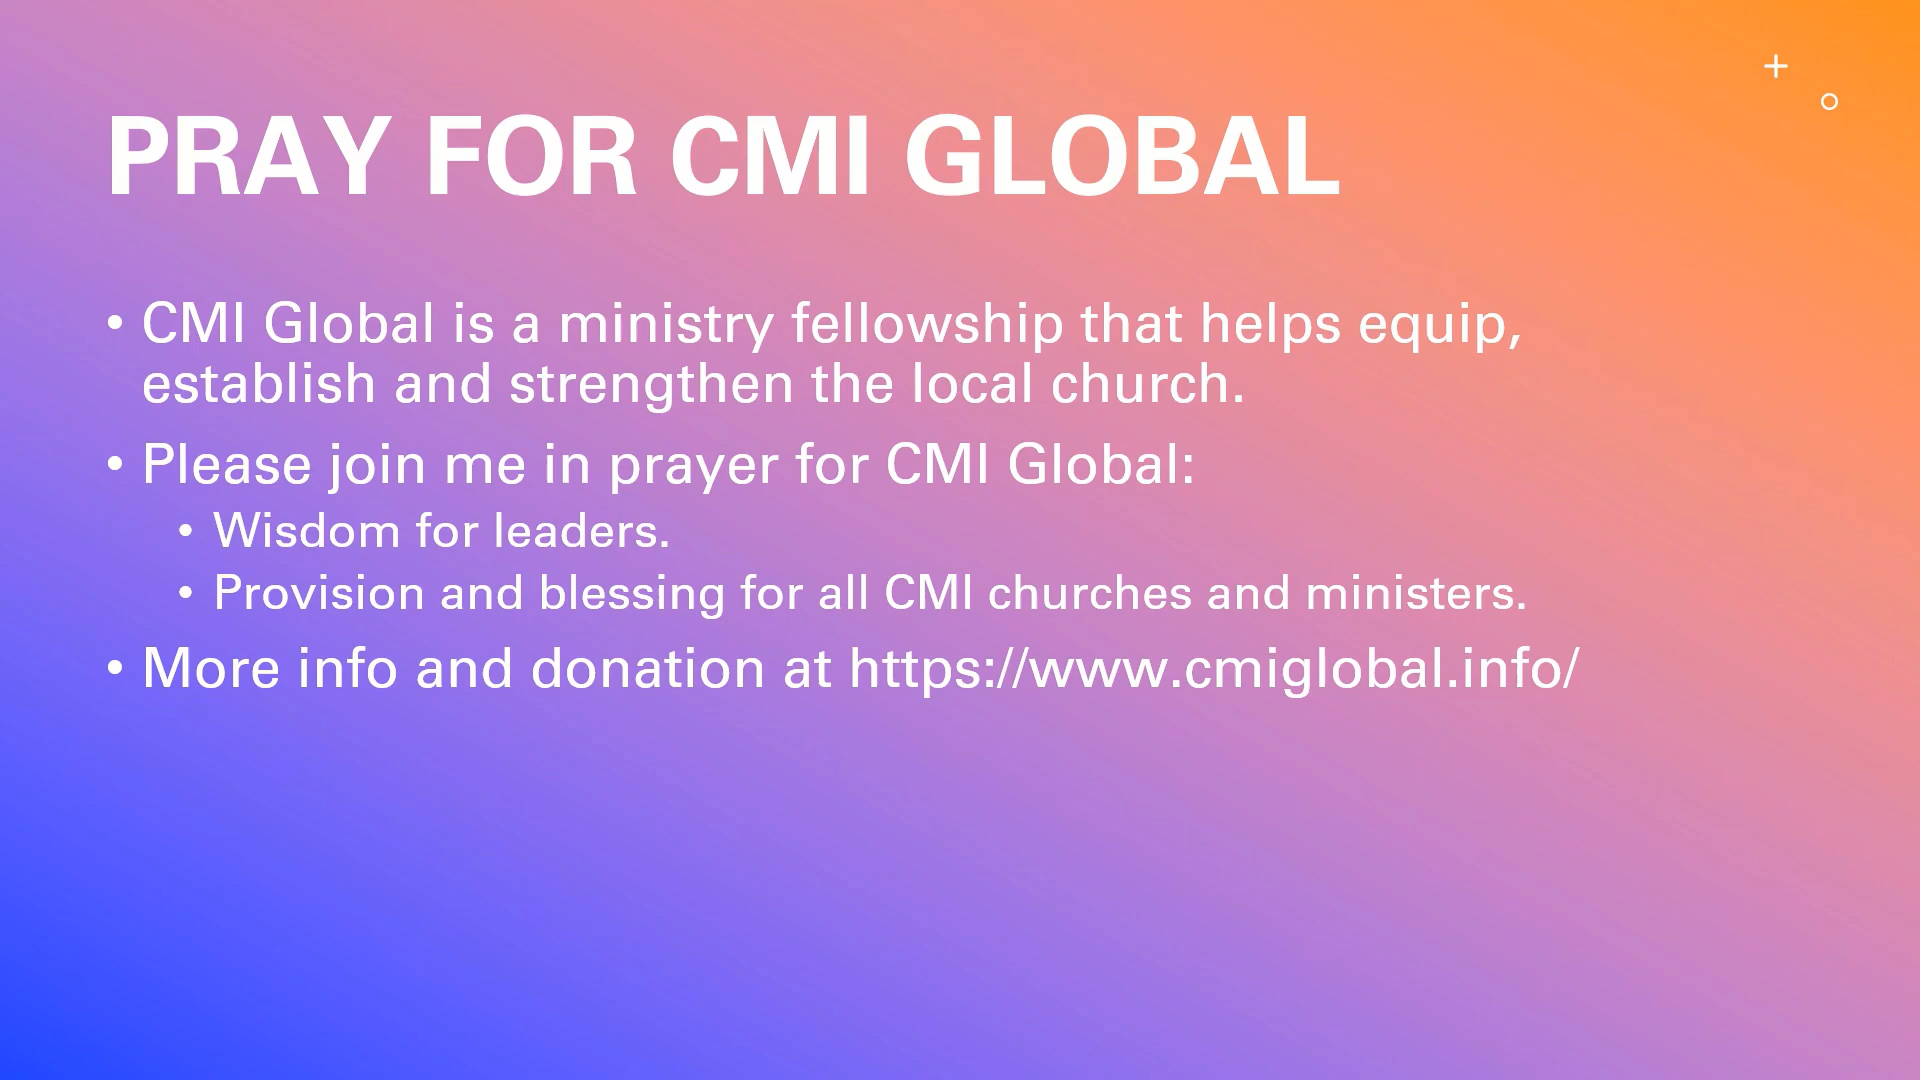 PRAY FOR CMI GLOBAL
• CMI Global is a ministry fellowship that helps equip,
establish and strengthen the local church.
• Please join me in prayer for CMI Global:
• Wisdom for leaders.
• Provision and blessing for all CMI churches and ministers.
• More info and donation at https://www.cmiglobal.info/